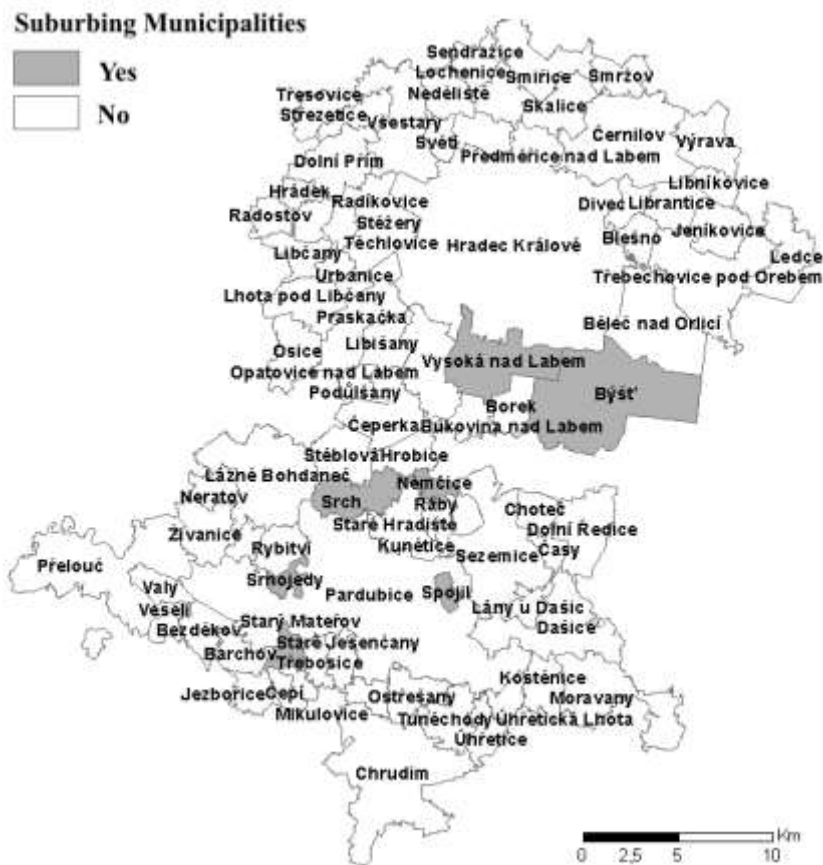 Suburbing Municipalities
Yes
No
Sendražice
Lochenice
Smiřice
Smržov
Neděliště
Třesovice
Skalice
Střezetice
Všestary
Černilov
Výrava
Světí
Předměřice nad Labem
Dolní Přím
Libníkovice
Hrádek
Radíkovice
Divec
Librantice
Radostov
Stěžery
Blešno
Jeníkovice
Těchlovice
Hradec Králové
Libčany
Ledce
Urbanice
Třebechovice pod Orebem
Lhota pod Libčany
Praskačka
Běleč nad Orlicí
Libišany
Osice
Vysoká nad Labem
Opatovice nad Labem
Podůlšany
Býšť
Borek
Čeperka
Bukovina nad Labem
Stéblová
Hrobice
Lázně Bohdaneč
Němčice
Neratov
Srch
Ráby
Choteč
Staré Hradiště
Dolní Ředice
Živanice
Rybitví
Kunětice
Sezemice
Časy
Přelouč
Srnojedy
Valy
Pardubice
Spojil
Veselí
Lány u Dašic
Bezděkov
Starý Mateřov
Dašice
Staré Jesenčany
Barchov
Třebosice
Kostěnice
Jezbořice
Čepí
Ostřešany
Moravany
Mikulovice
Tuněchody
Úhřetická Lhota
Úhřetice
Chrudim
Km
0 2,5 5 10